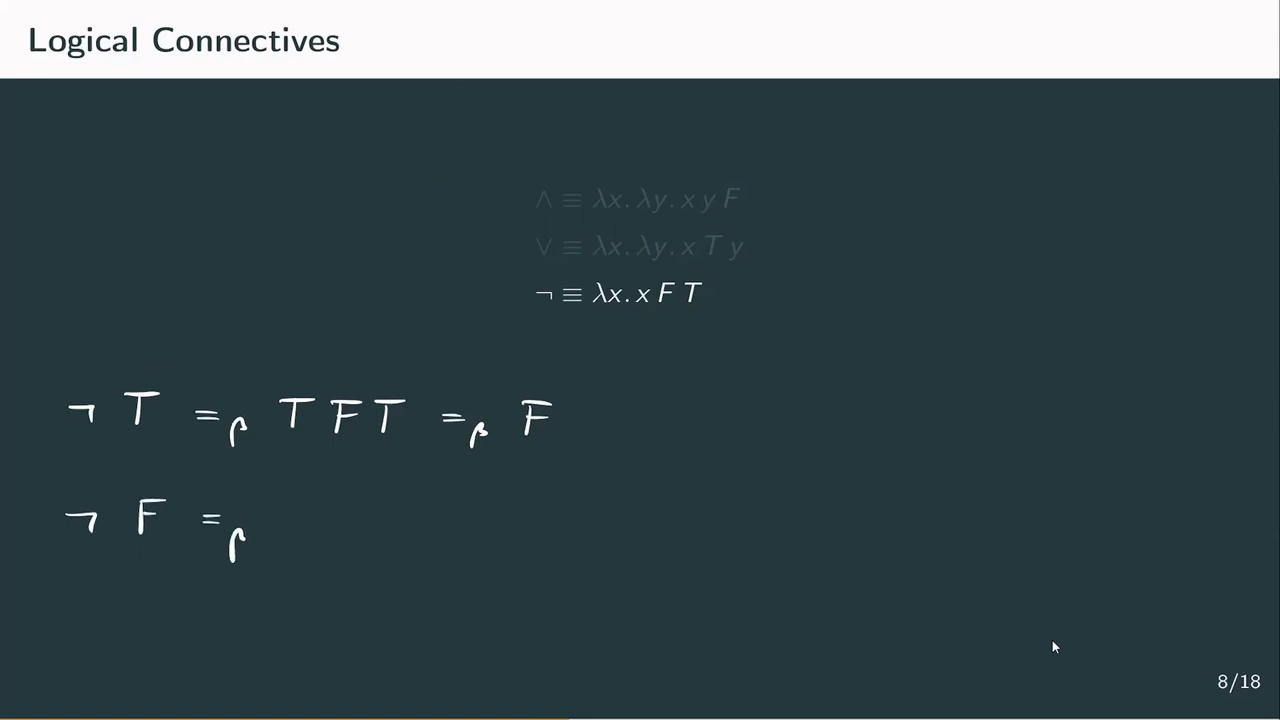 Logical Connectives
∧ ≡ λx. λy. x y F
∨ ≡ λx. λy. x T y
¬ ≡ λx. x F T
¬ T =β T F T =β F
¬ F =β
8/18